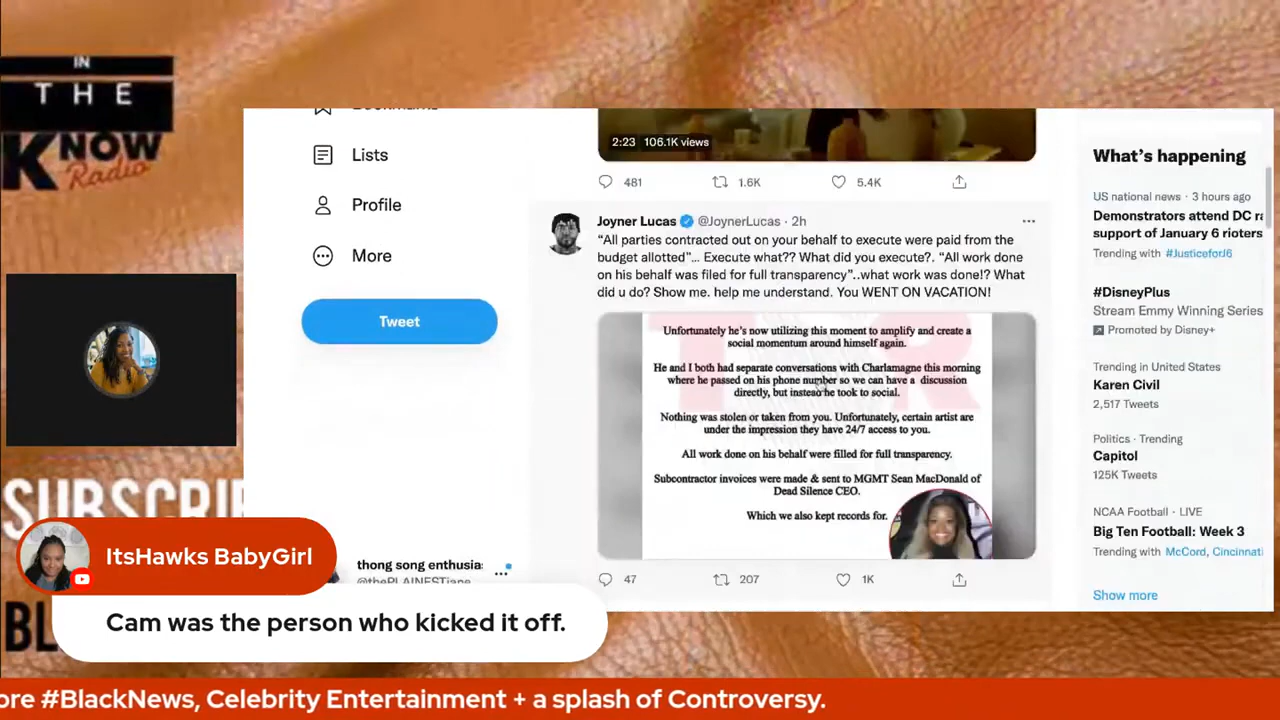 IN
THE
KNOW
Radio
Lists
Profile
More
Tweet
thong song enthusia:
2:23 106.1K views
481 1.6K 5.4K
Joyner Lucas @JoynerLucas · 2h
“All parties contracted out on your behalf to execute were paid from the
budget allotted”... Execute what?? What did you execute?. “All work done
on his behalf was filed for full transparency”..what work was done!? What
did u do? Show me. help me understand. You WENT ON VACATION!
Unfortunately he's now utilizing this moment to amplify and create a
social momentum around himself again.
He and I both had separate conversations with Charlamagne this morning
where he passed on his phone number so we can have a discussion
directly, but instead he took to social.
Nothing was stolen or taken from you. Unfortunately, certain artist are
under the impression they have 24/7 access to you.
All work done on his behalf were filled for full transparency.
Subcontractor invoices were made & sent to MGMT Sean MacDonald of
Dead Silence CEO.
Which we also kept records for.
47 207 1K
What's happening
US national news · 3 hours ago
Demonstrators attend DC ra
support of January 6 rioters
Trending with #JusticeforJ6
#DisneyPlus
Stream Emmy Winning Series
Promoted by Disney+
Trending in United States
Karen Civil
2,517 Tweets
Politics · Trending
Capitol
125K Tweets
NCAA Football · LIVE
Big Ten Football: Week 3
Trending with McCord, Cincinnati
Show more
SUBSCRI
BL
ItsHawks BabyGirl
Cam was the person who kicked it off.
ore #BlackNews, Celebrity Entertainment + a splash of Controversy.